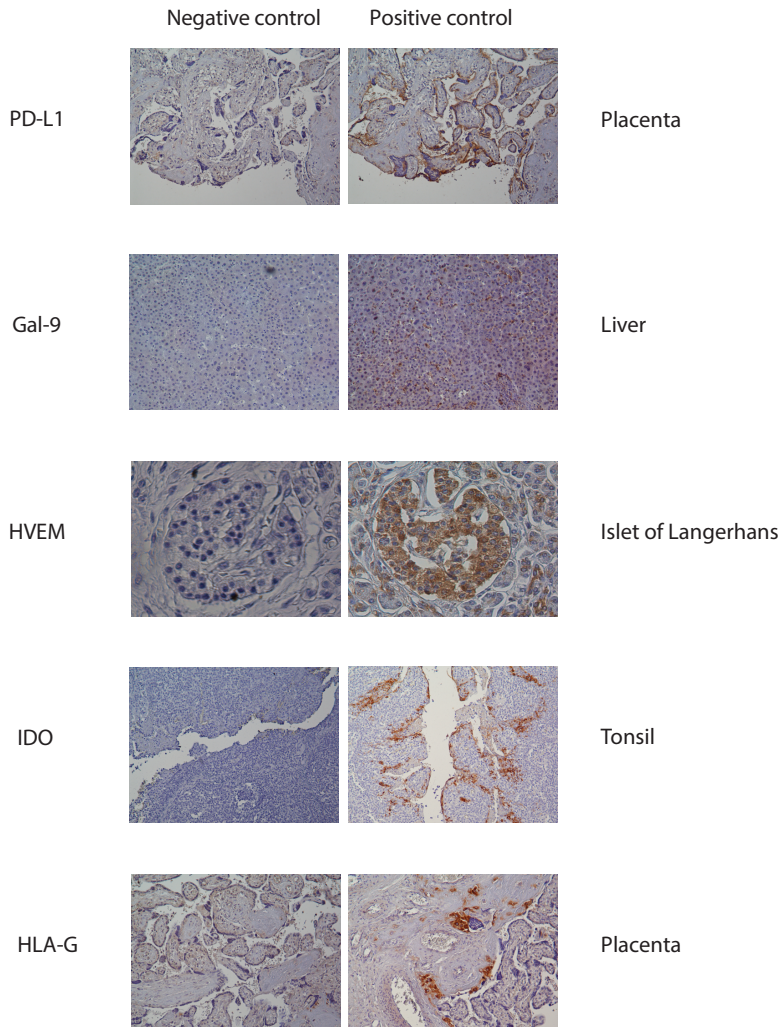 Negative control Positive control
PD-L1 Placenta
Gal-9 Liver
HVEM Islet of Langerhans
IDO Tonsil
HLA-G Placenta